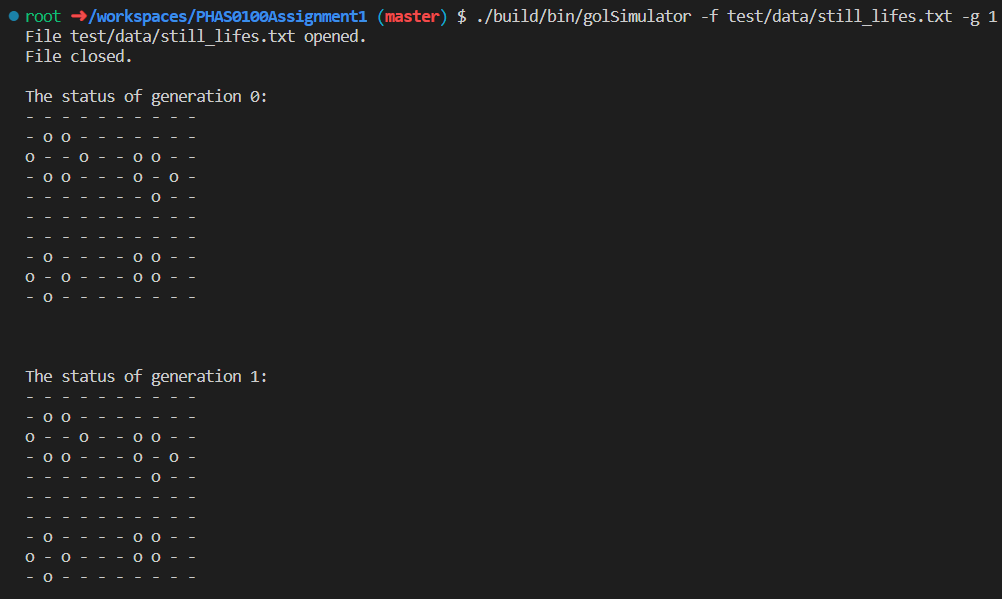 root ➜ /workspaces/PHAS0100Assignment1 (master) $ ./build/bin/golSimulator -f test/data/still_lifes.txt -g 1
File test/data/still_lifes.txt opened.
File closed.
The status of generation 0:
- - - - - - - - - -
- o o - - - - - - -
o - - o - - o o - -
- o o - - - o - o -
- - - - - - - o - -
- - - - - - - - - -
- - - - - - - - - -
- o - - - - o o - -
o - o - - - o o - -
- o - - - - - - - -
The status of generation 1:
- - - - - - - - - -
- o o - - - - - - -
o - - o - - o o - -
- o o - - - o - o -
- - - - - - - o - -
- - - - - - - - - -
- - - - - - - - - -
- o - - - - o o - -
o - o - - - o o - -
- o - - - - - - - -